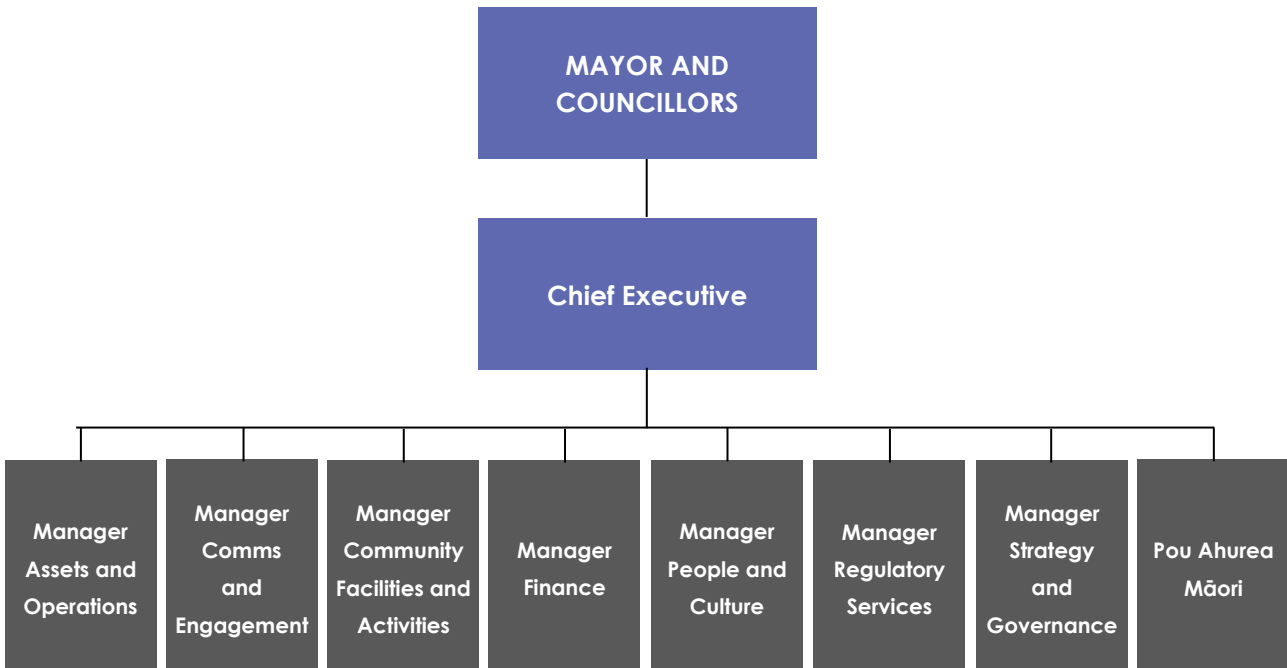 MAYOR AND
COUNCILLORS
Chief Executive
Manager
Assets and
Operations
Manager
Comms
and
Engagement
Manager
Community
Facilities and
Activities
Manager
Finance
Manager
People and
Culture
Manager
Regulatory
Services
Manager
Strategy
and
Governance
Pou Ahurea
Māori